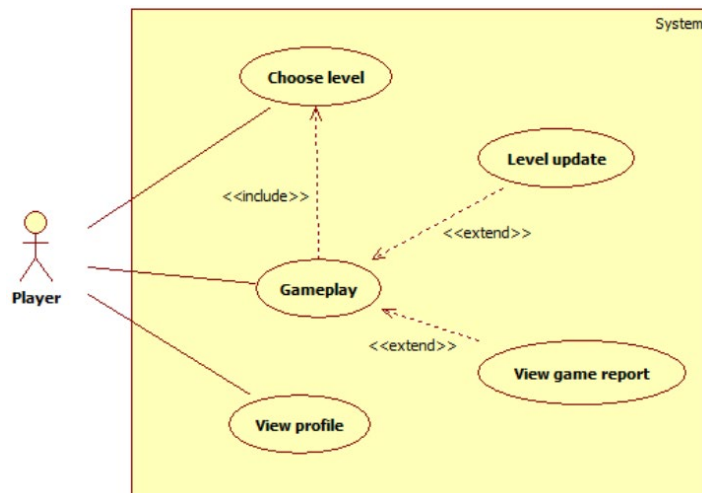 System
Choose level
Level update
<<include>>
<<extend>>
Gameplay
Player
<<extend>>
View game report
View profile